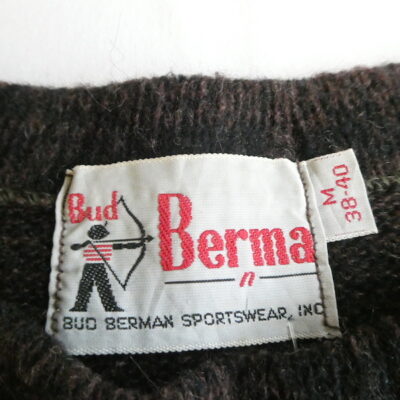 Bud
Berma
n
BUD BERMAN SPORTSWEAR, INC
M
38-40